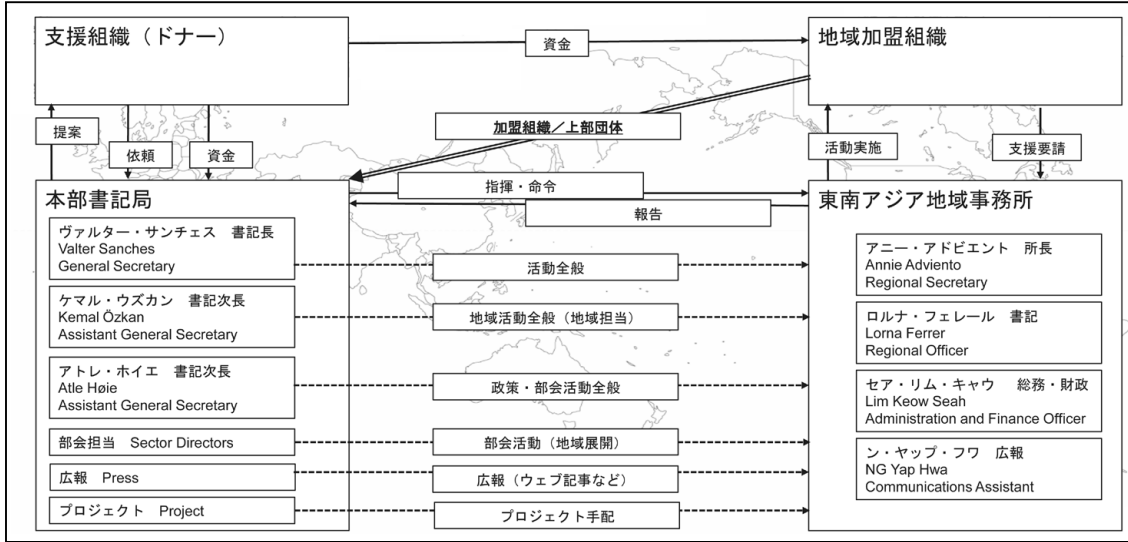 支援組織（ドナー）
資金
地域加盟組織
提案
依頼
資金
加盟組織／上部団体
活動実施
支援要請
本部書記局
指揮・命令
報告
東南アジア地域事務所
ヴァルター・サンチェス　書記長
Valter Sanches
General Secretary
活動全般
ケマル・ウズカン　書記次長
Kemal Özkan
Assistant General Secretary
地域活動全般（地域担当）
アトレ・ホイエ　書記次長
Atle Høie
Assistant General Secretary
政策・部会活動全般
部会担当　Sector Directors
部会活動（地域展開）
広報　Press
広報（ウェブ記事など）
プロジェクト　Project
プロジェクト手配
アニー・アドビエント　所長
Annie Adviento
Regional Secretary
ロルナ・フェレール　書記
Lorna Ferrer
Regional Officer
セア・リム・キャウ　総務・財政
Lim Keow Seah
Administration and Finance Officer
ン・ヤップ・フワ　広報
NG Yap Hwa
Communications Assistant